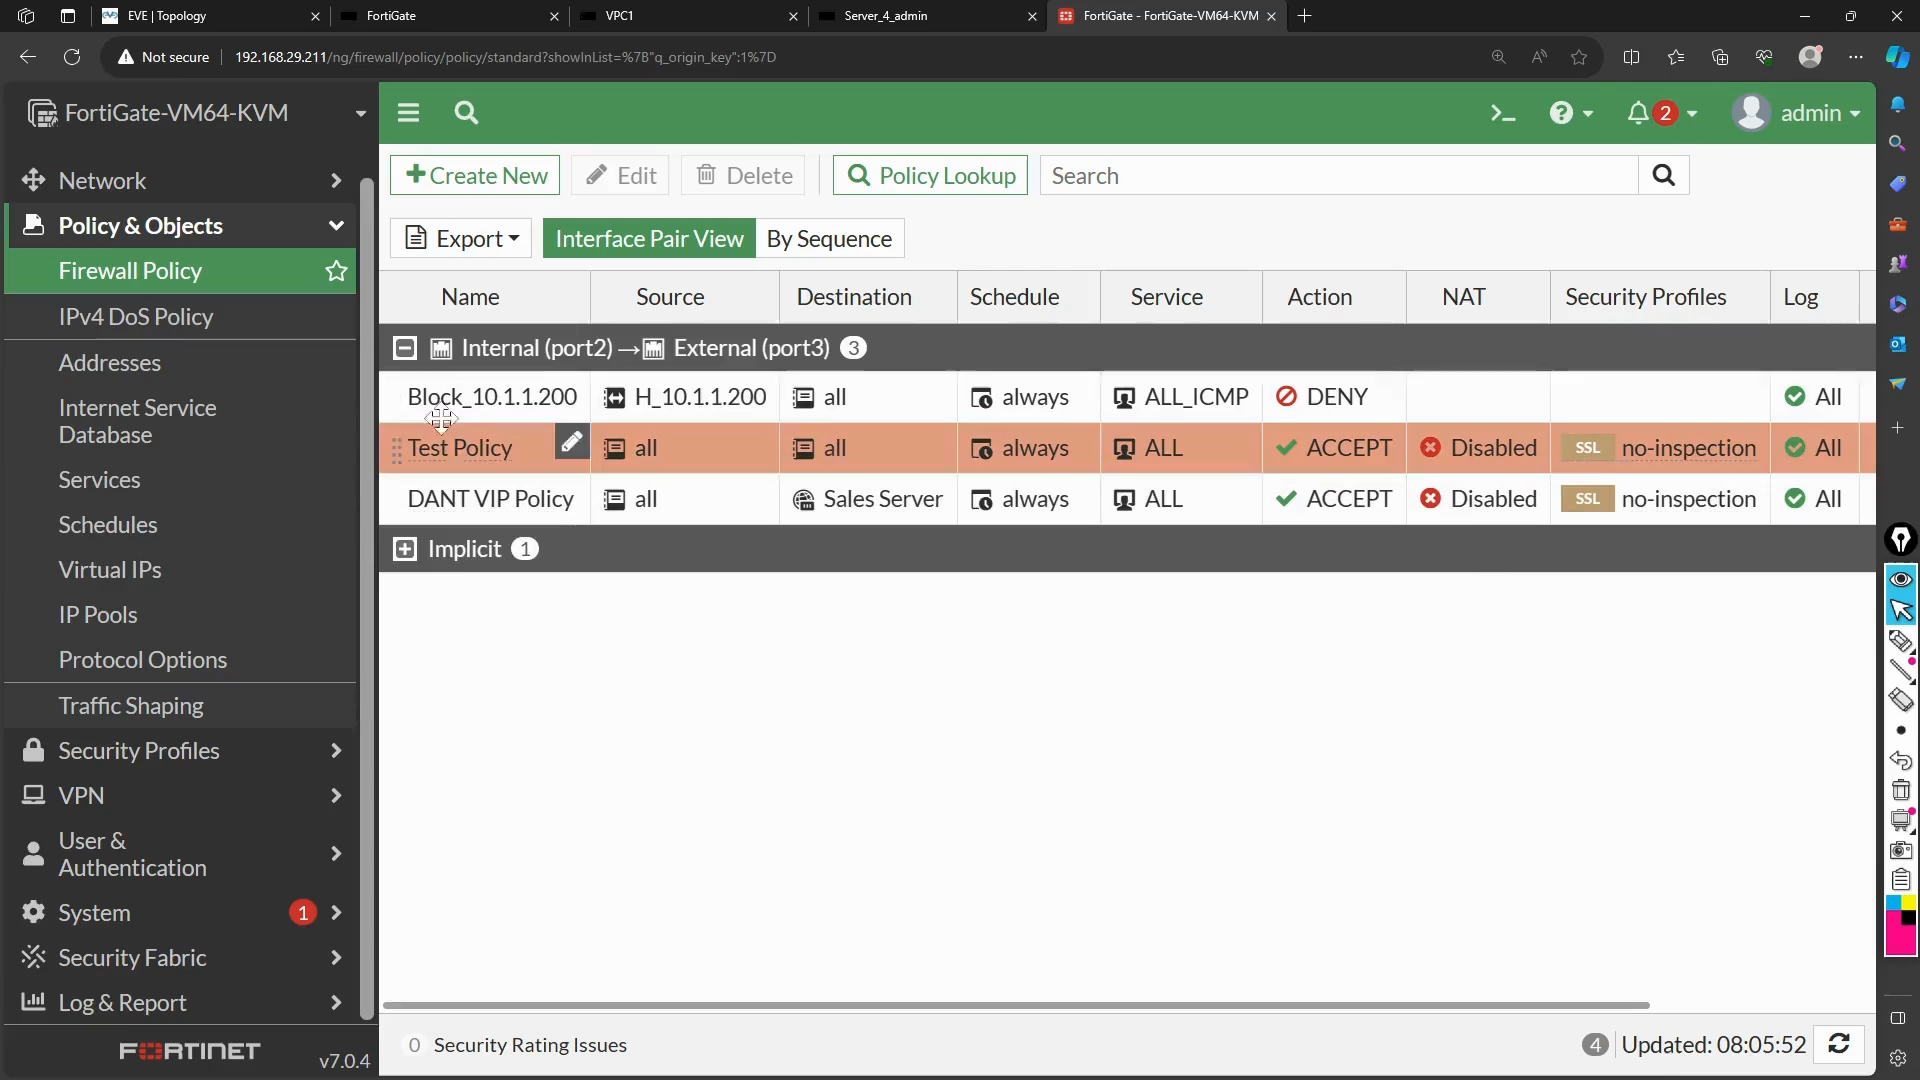 EVE | Topology
FortiGate
VPC1
Server_4_admin
FortiGate - FortiGate-VM64-KVM
Not secure
192.168.29.211/ng/firewall/policy/policy/standard?showInList=%7B"q_origin_key":1%7D
FortiGate-VM64-KVM
2
admin
Network
Policy & Objects
Firewall Policy
IPv4 DoS Policy
Addresses
Internet Service
Database
Services
Schedules
Virtual IPs
IP Pools
Protocol Options
Traffic Shaping
Security Profiles
VPN
User &
Authentication
System 1
Security Fabric
Log & Report
FORTINET v7.0.4
Create New Edit Delete Policy Lookup Search
Export Interface Pair View By Sequence
Name Source Destination Schedule Service Action NAT Security Profiles Log
Internal (port2) → External (port3) 3
Block_10.1.1.200 H_10.1.1.200 all always ALL_ICMP DENY All
Test Policy all all always ALL ACCEPT Disabled SSL no-inspection All
DANT VIP Policy all Sales Server always ALL ACCEPT Disabled SSL no-inspection All
Implicit 1
0 Security Rating Issues 4 Updated: 08:05:52